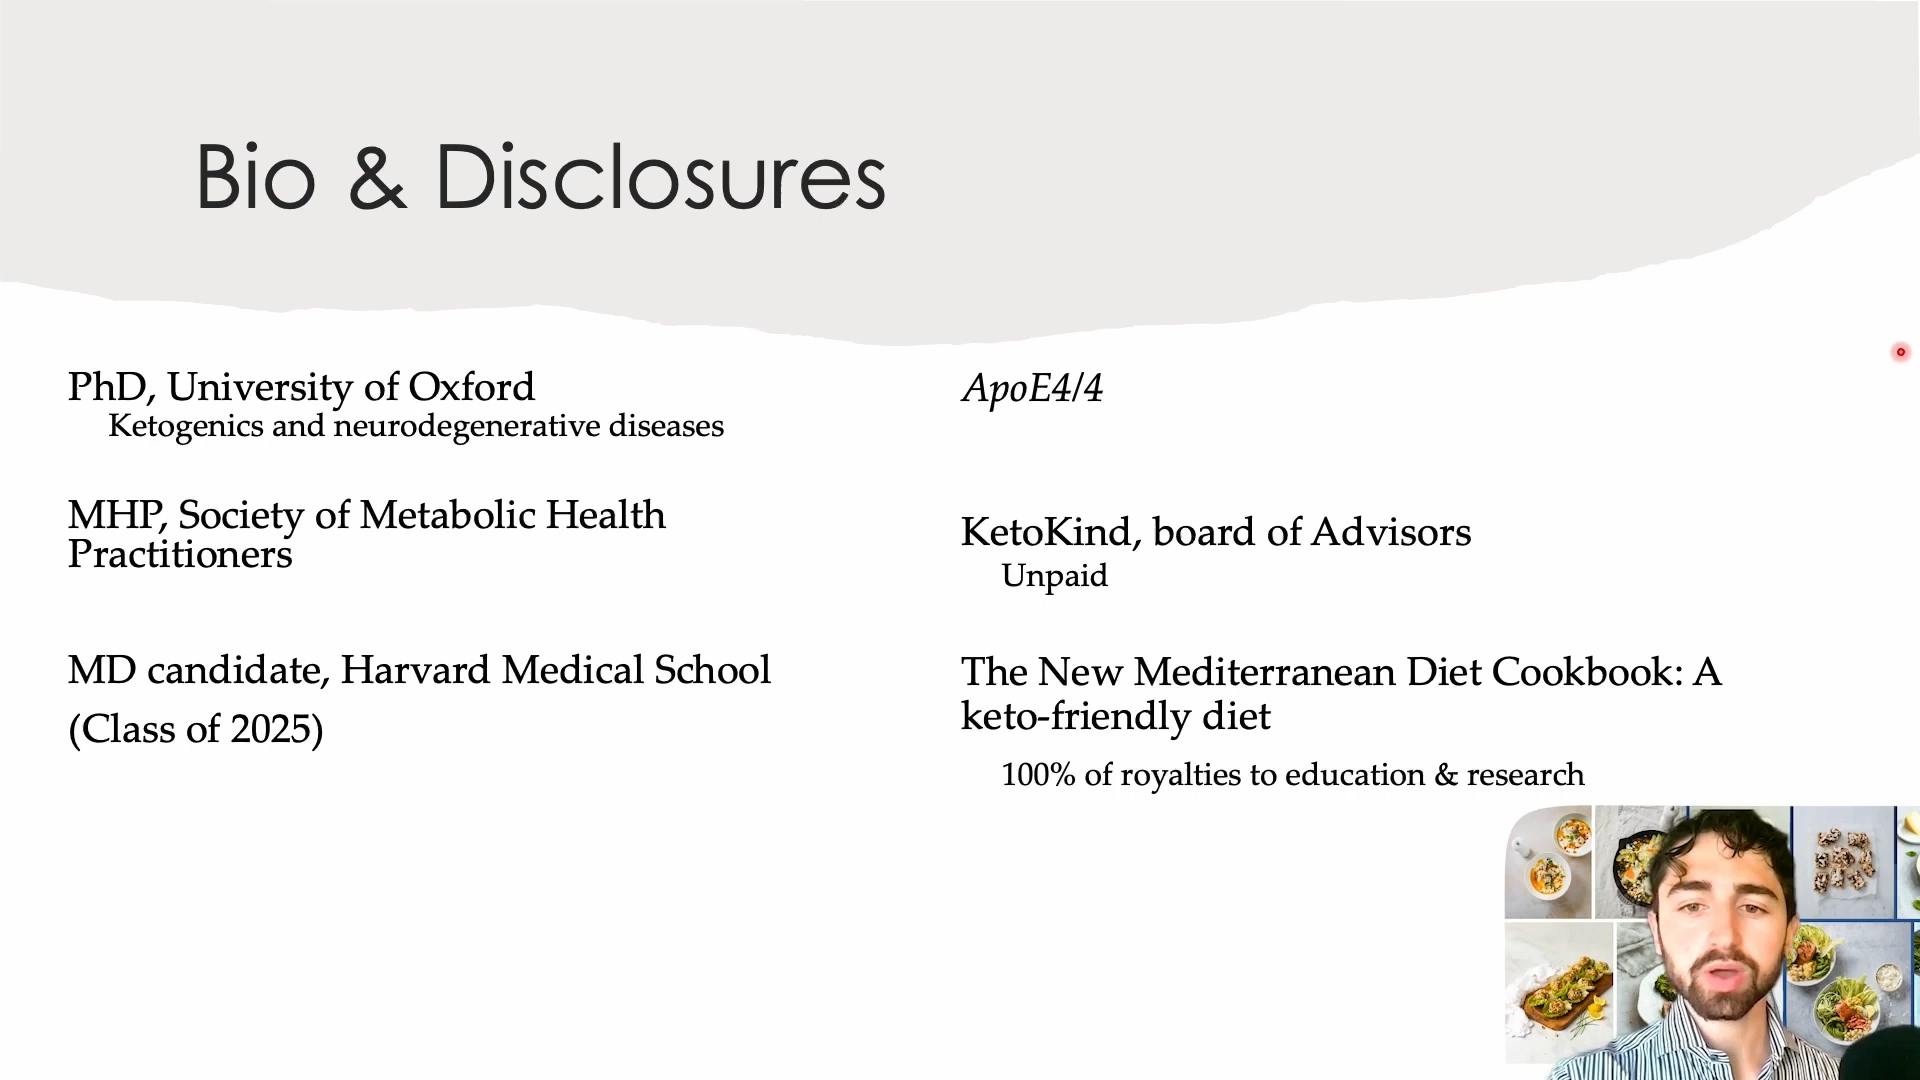 Bio & Disclosures
PhD, University of Oxford
Ketogenics and neurodegenerative diseases
MHP, Society of Metabolic Health
Practitioners
MD candidate, Harvard Medical School
(Class of 2025)
ApoE4/4
KetoKind, board of Advisors
Unpaid
The New Mediterranean Diet Cookbook: A
keto-friendly diet
100% of royalties to education & research